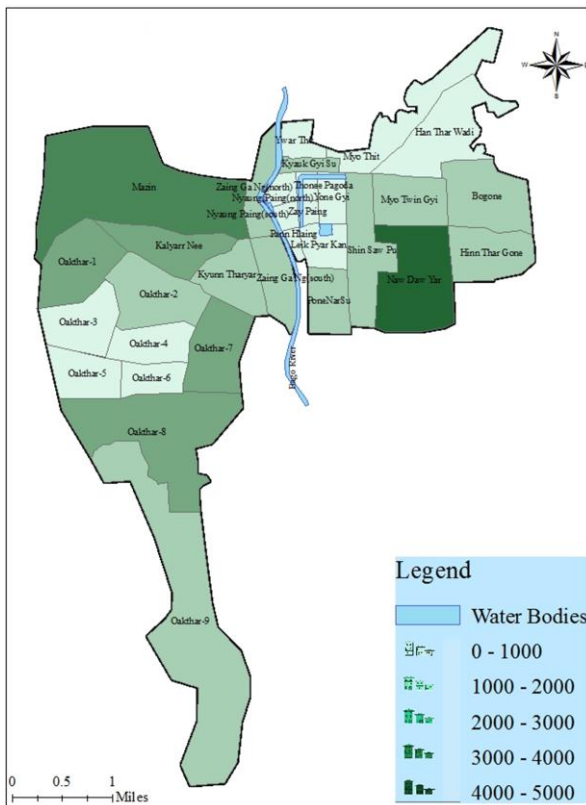 N
W
S
Han Thar Wadi
Ywar Thit
Myo Thit
Kyauk Gyi Su
Mazin
Zaing Ga Ng(north)
Thonee Pagoda
Nyaung Paing(north)
Yone Gyi
Myo Twin Gyi
Bogone
Nyaung Paing(south)
Zay Paing
Kalyarr Nee
Pann Hlaing
Leik Pyar Kan
Shin Saw Pu
Hinn Thar Gone
Oakthar-1
Kyunn Tharyar
Zaing Ga Ng(south)
Naw Daw Yar
Oakthar-2
PoneNarSu
Oakthar-3
Oakthar-4
Oakthar-7
Oakthar-5
Oakthar-6
Bago River
Oakthar-8
Oakthar-9
Legend
Water Bodies
0 - 1000
1000 - 2000
2000 - 3000
3000 - 4000
4000 - 5000
0 0.5 1
Miles